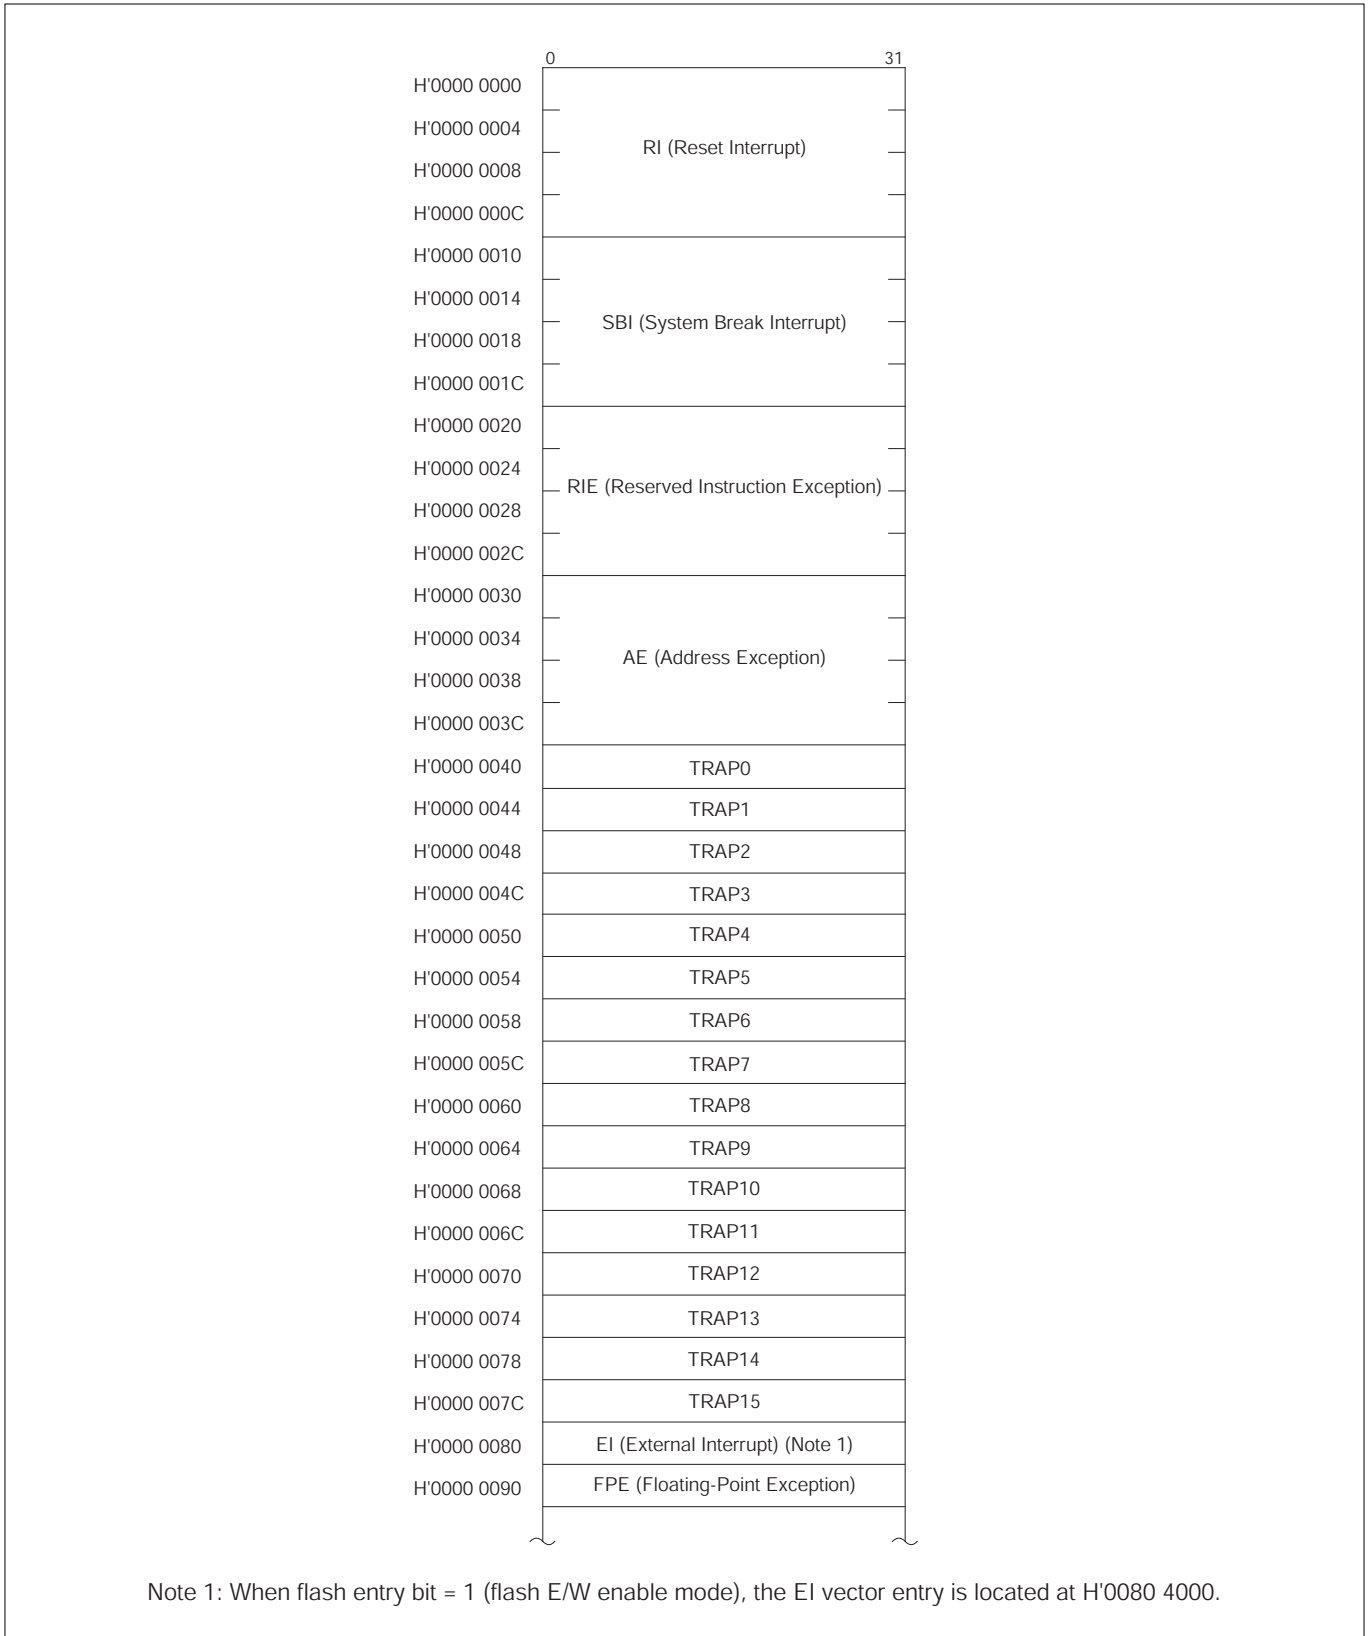 0 31
H'0000 0000
H'0000 0004
RI (Reset Interrupt)
H'0000 0008
H'0000 000C
H'0000 0010
H'0000 0014
SBI (System Break Interrupt)
H'0000 0018
H'0000 001C
H'0000 0020
H'0000 0024
RIE (Reserved Instruction Exception)
H'0000 0028
H'0000 002C
H'0000 0030
H'0000 0034
AE (Address Exception)
H'0000 0038
H'0000 003C
H'0000 0040 TRAP0
H'0000 0044 TRAP1
H'0000 0048 TRAP2
H'0000 004C TRAP3
H'0000 0050 TRAP4
H'0000 0054 TRAP5
H'0000 0058 TRAP6
H'0000 005C TRAP7
H'0000 0060 TRAP8
H'0000 0064 TRAP9
H'0000 0068 TRAP10
H'0000 006C TRAP11
H'0000 0070 TRAP12
H'0000 0074 TRAP13
H'0000 0078 TRAP14
H'0000 007C TRAP15
H'0000 0080 EI (External Interrupt) (Note 1)
H'0000 0090 FPE (Floating-Point Exception)
Note 1: When flash entry bit = 1 (flash E/W enable mode), the EI vector entry is located at H'0080 4000.